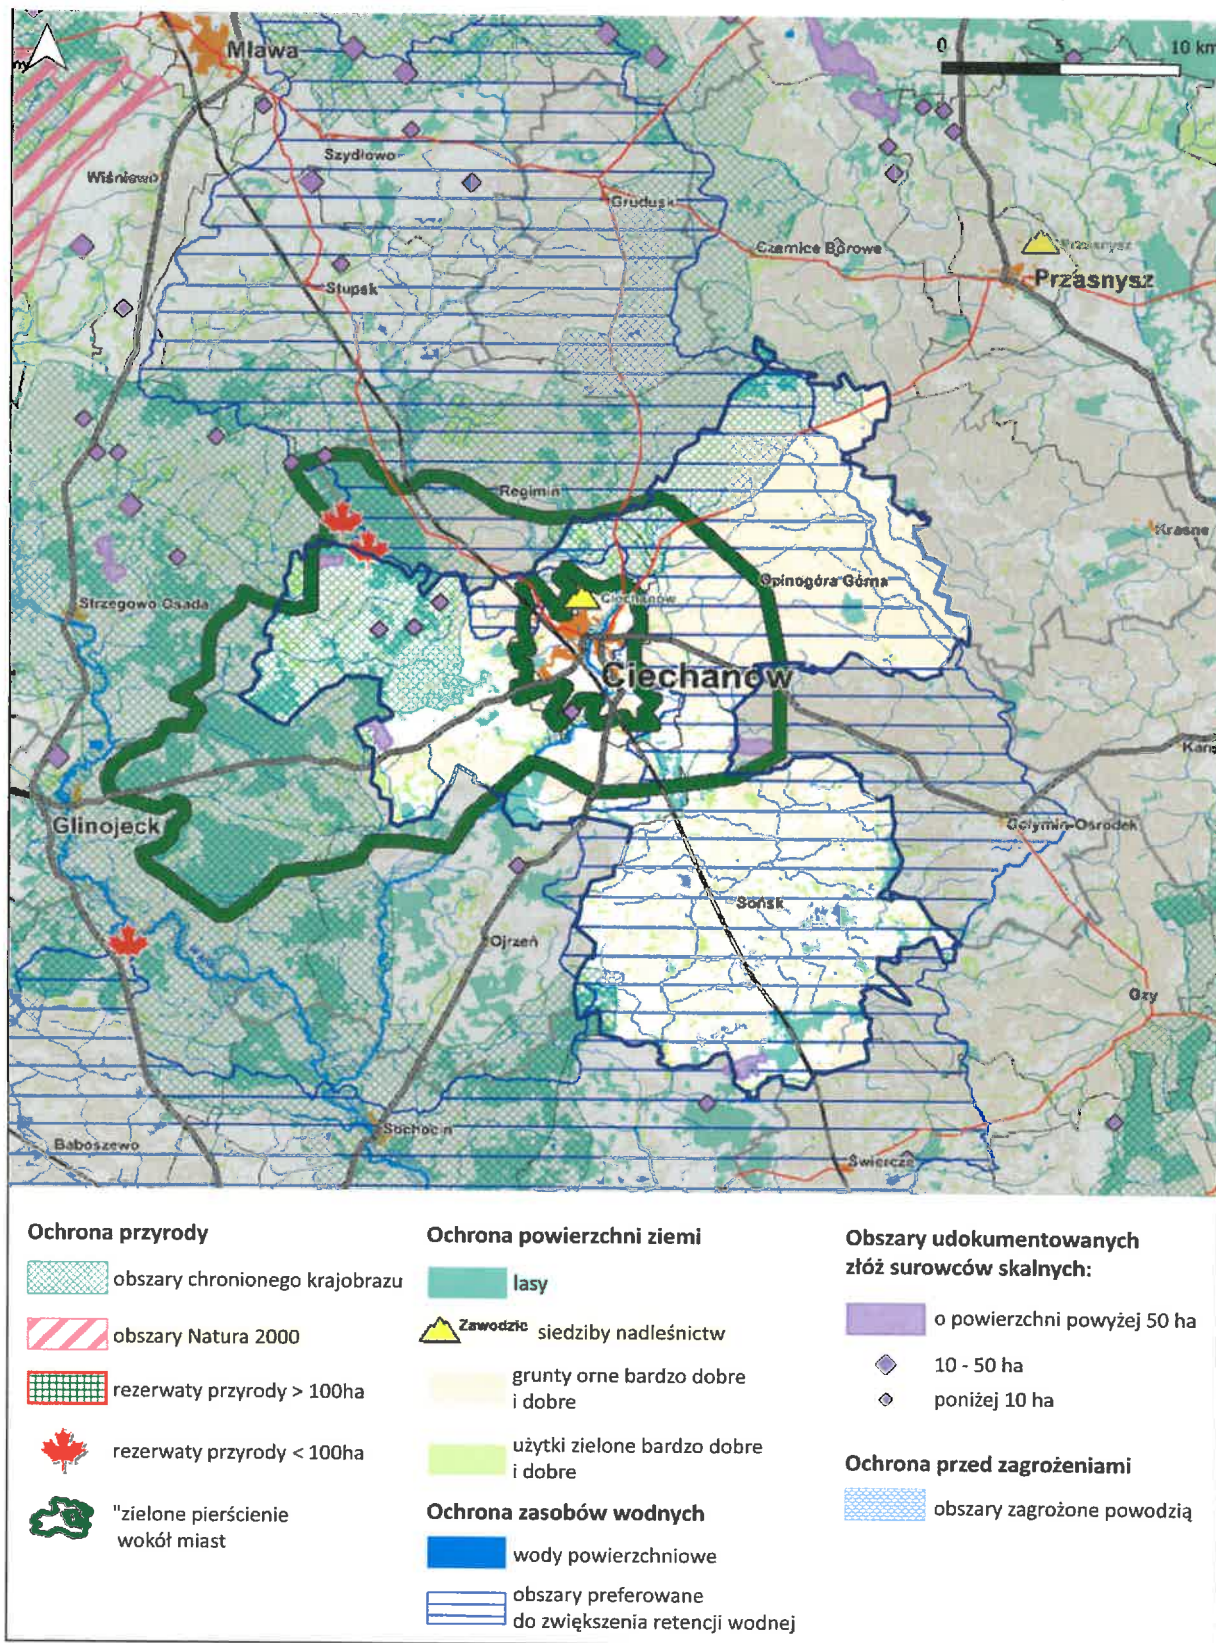 Mława
0
5
10 km
Szydłowo
Wiśniewo
Grudusk
Czernice Borowe
Przasnysz
Przasnysz
Stupsk
Regimin
Krasne
Opinogóra Górna
Strzegowo Osada
Ciechanów
Ciechanów
Glinojeck
Gołymin-Ośrodek
Sońsk
Ojrzeń
Gzy
Sochocin
Baboszewo
Świercze
Ochrona przyrody
obszary chronionego krajobrazu
obszary Natura 2000
rezerwaty przyrody > 100ha
rezerwaty przyrody < 100ha
"zielone pierścienie
wokół miast
Ochrona powierzchni ziemi
lasy
Zawodzie siedziby nadleśnictw
grunty orne bardzo dobre
i dobre
użytki zielone bardzo dobre
i dobre
Ochrona zasobów wodnych
wody powierzchniowe
obszary preferowane
do zwiększenia retencji wodnej
Obszary udokumentowanych
złóż surowców skalnych:
o powierzchni powyżej 50 ha
10 - 50 ha
poniżej 10 ha
Ochrona przed zagrożeniami
obszary zagrożone powodzią